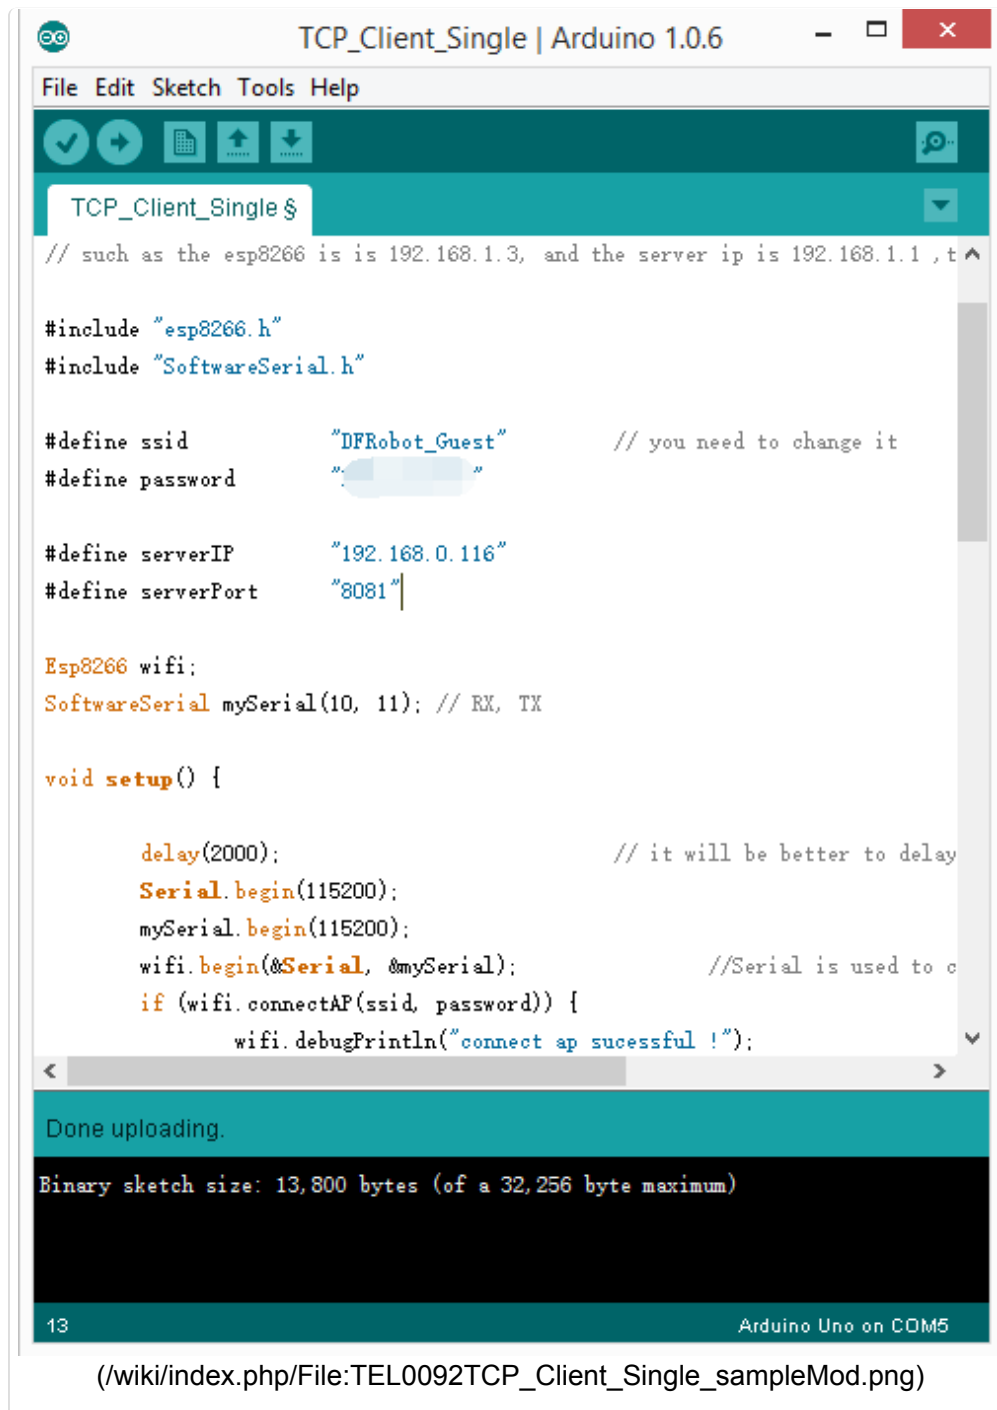 TCP_Client_Single | Arduino 1.0.6
File Edit Sketch Tools Help
TCP_Client_Single §
// such as the esp8266 is is 192.168.1.3, and the server ip is 192.168.1.1 ,t
#include "esp8266.h"
#include "SoftwareSerial.h"
#define ssid "DFRobot_Guest" // you need to change it
#define password " "
#define serverIP "192.168.0.116"
#define serverPort "8081"
Esp8266 wifi;
SoftwareSerial mySerial(10, 11); // RX, TX
void setup() {
delay(2000); // it will be better to delay
Serial.begin(115200);
mySerial.begin(115200);
wifi.begin(&Serial, &mySerial); //Serial is used to c
if (wifi.connectAP(ssid, password)) {
wifi.debugPrintln("connect ap sucessful !");
Done uploading.
Binary sketch size: 13,800 bytes (of a 32,256 byte maximum)
13 Arduino Uno on COM5
(/wiki/index.php/File:TEL0092TCP_Client_Single_sampleMod.png)